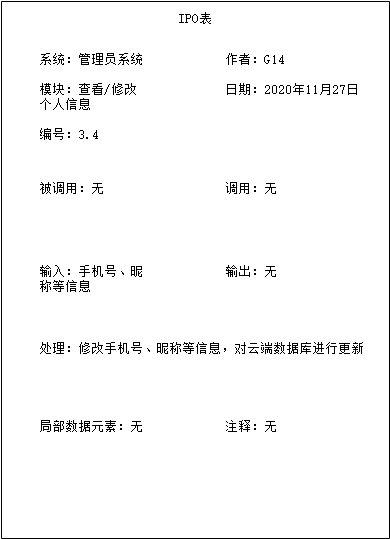 IPO表
系统：管理员系统
作者：G14
模块：查看/修改
个人信息
日期：2020年11月27日
编号：3.4
被调用：无
调用：无
输入：手机号、昵
称等信息
输出：无
处理：修改手机号、昵称等信息，对云端数据库进行更新
局部数据元素：无
注释：无